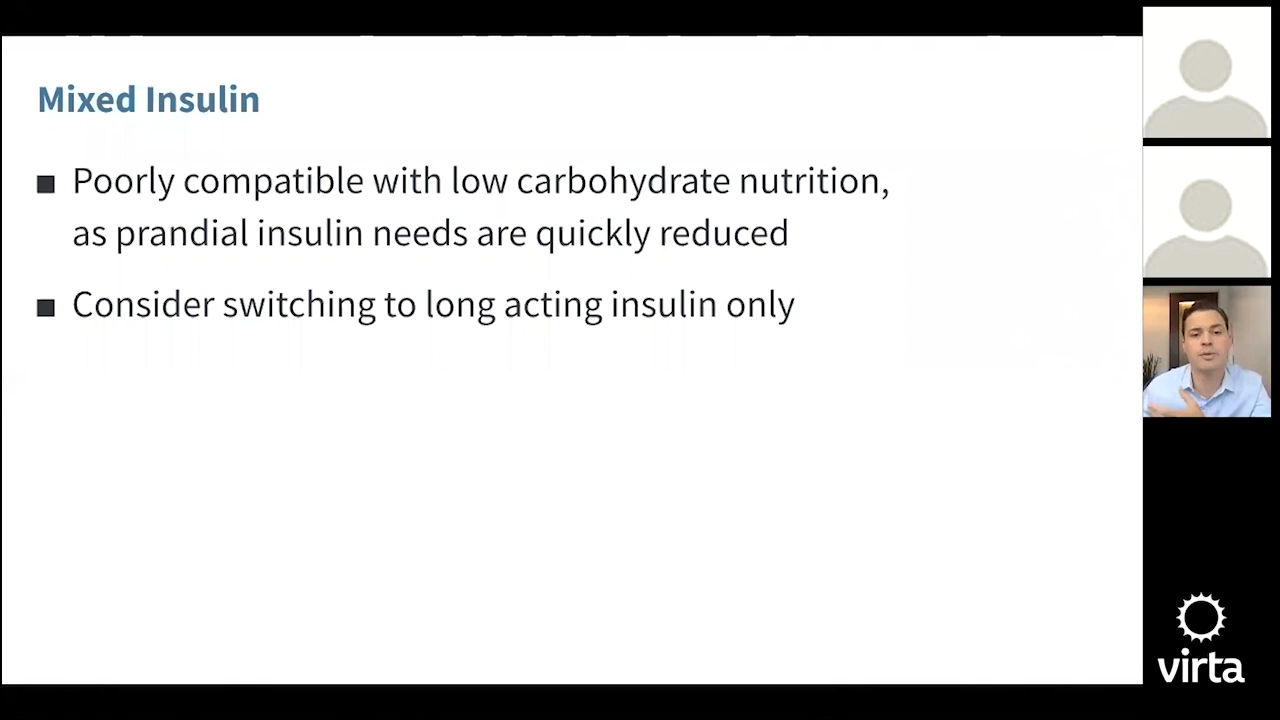 Mixed Insulin
■ Poorly compatible with low carbohydrate nutrition,
as prandial insulin needs are quickly reduced
■ Consider switching to long acting insulin only
virta